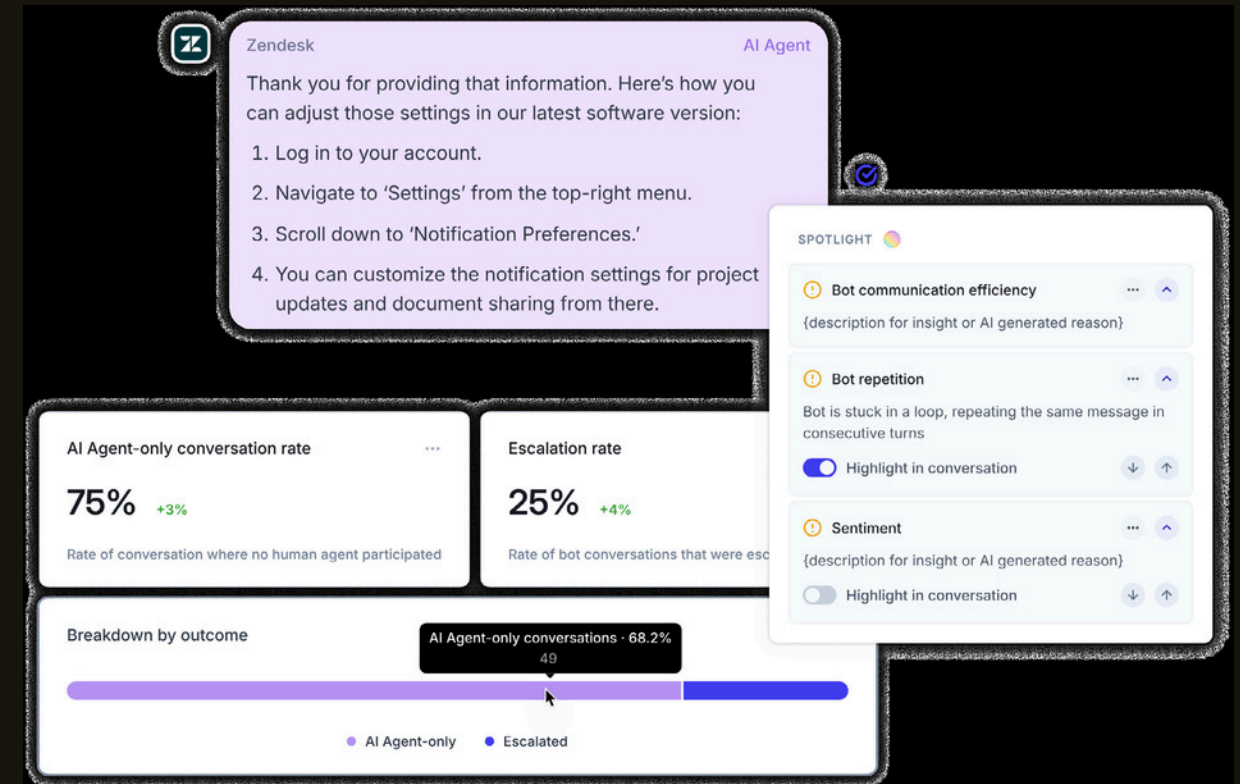 Zendesk
AI Agent
Thank you for providing that information. Here’s how you
can adjust those settings in our latest software version:
1. Log in to your account.
2. Navigate to ‘Settings’ from the top-right menu.
3. Scroll down to ‘Notification Preferences.’
4. You can customize the notification settings for project
updates and document sharing from there.
SPOTLIGHT
Bot communication efficiency
{description for insight or AI generated reason}
Bot repetition
Bot is stuck in a loop, repeating the same message in
consecutive turns
Highlight in conversation
Sentiment
{description for insight or AI generated reason}
Highlight in conversation
AI Agent-only conversation rate
75% +3%
Rate of conversation where no human agent participated
Escalation rate
25% +4%
Rate of bot conversations that were
Breakdown by outcome
AI Agent-only conversations · 68.2%
49
AI Agent-only
Escalated